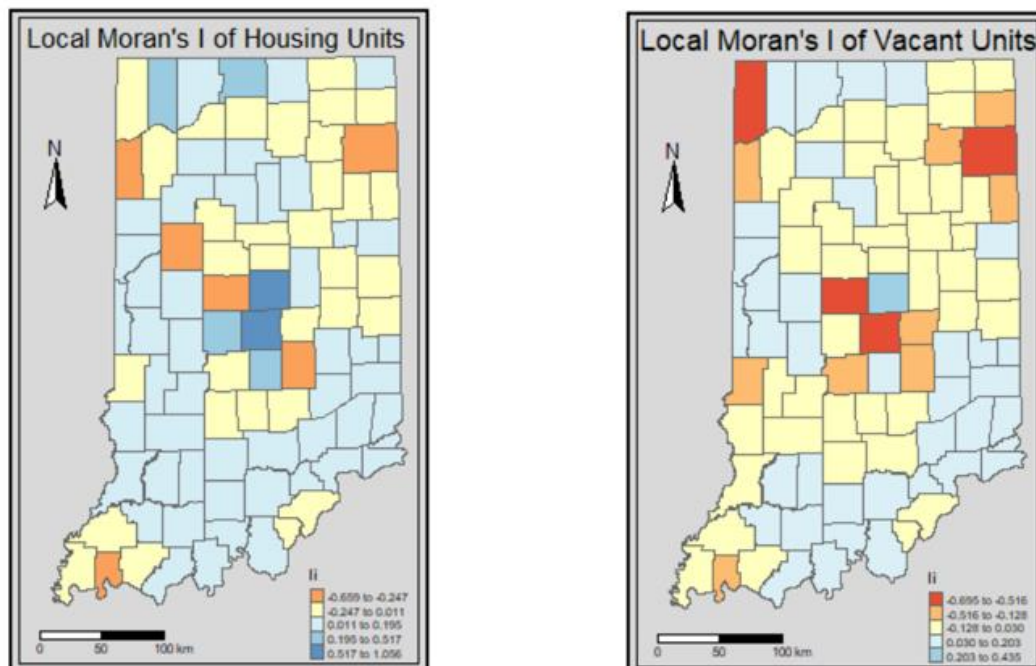 Local Moran's I of Housing Units
N
Ii
-0.659 to -0.247
-0.247 to 0.011
0.011 to 0.195
0.195 to 0.517
0.517 to 1.056
0 50 100 km
Local Moran's I of Vacant Units
N
Ii
-0.695 to -0.516
-0.516 to -0.128
-0.128 to 0.030
0.030 to 0.203
0.203 to 0.435
0 50 100 km